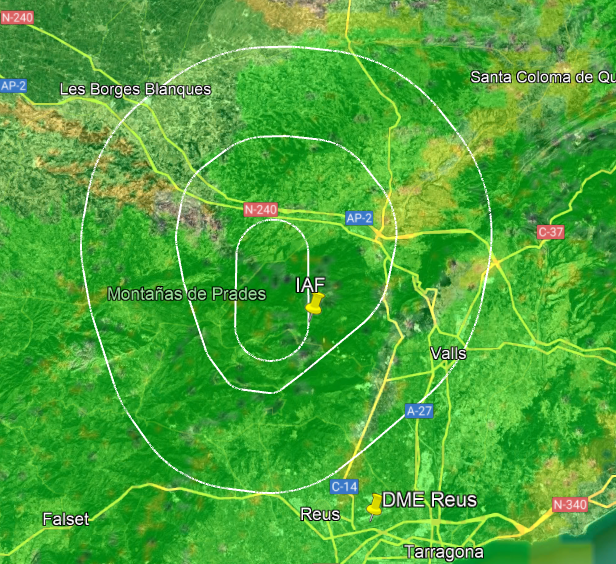 N-240
Santa Coloma de Qu
AP-2
Les Borges Blanques
N-240
AP-2
C-37
IAF
Montañas de Prades
Valls
A-27
C-14
DME Reus
N-340
Reus
Falset
Tarragona